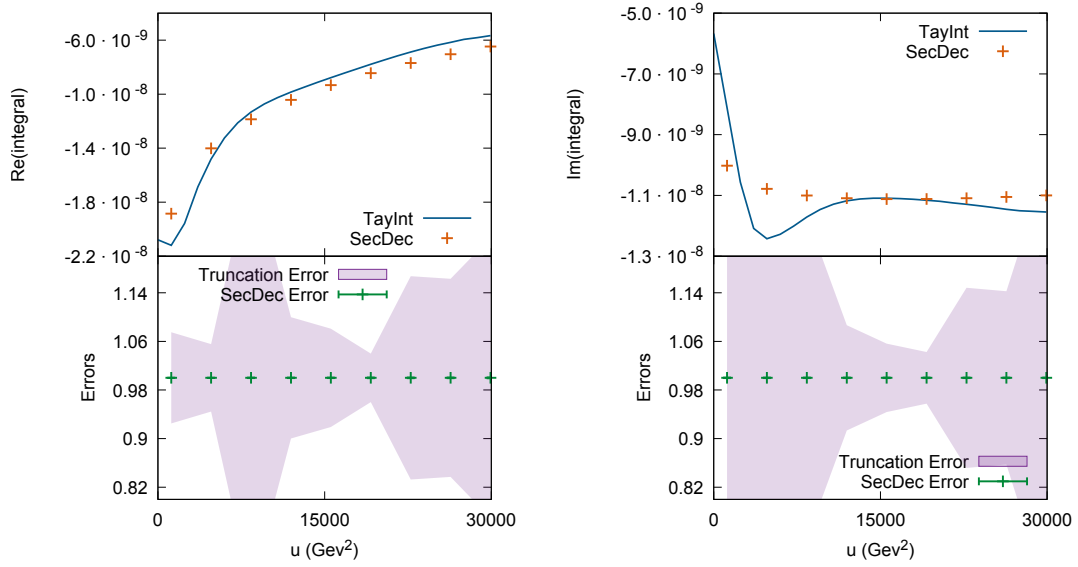 -6.0 · 10⁻⁹
-1.0 · 10⁻⁸
-1.4 · 10⁻⁸
-1.8 · 10⁻⁸
-2.2 · 10⁻⁸
Re(integral)
TayInt
SecDec
1.14
1.06
0.98
0.9
0.82
Errors
Truncation Error
SecDec Error
0
15000
30000
u (Gev²)
-5.0 · 10⁻⁹
-7.0 · 10⁻⁹
-9.0 · 10⁻⁹
-1.1 · 10⁻⁸
-1.3 · 10⁻⁸
Im(integral)
TayInt
SecDec
1.14
1.06
0.98
0.9
0.82
Errors
Truncation Error
SecDec Error
0
15000
30000
u (Gev²)